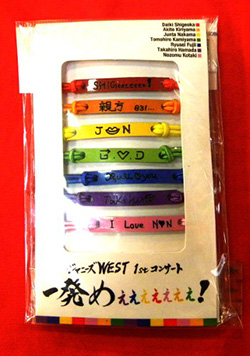 Daiki Shigeoka
Akito Kiriyama
Junta Nakama
Tomohiro Kamiyama
Ryusei Fujii
Takahiro Hamada
Nozomu Kotaki
親方
J N
I Love N♥N
ジャニーズWEST 1stコンサート
一発めぇぇぇぇぇぇぇ!